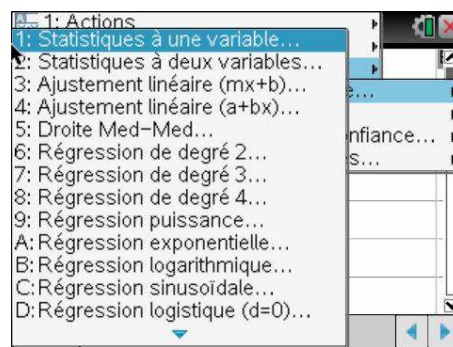 1: Actions
1: Statistiques à une variable...
2: Statistiques à deux variables...
3: Ajustement linéaire (mx+b)...
4: Ajustement linéaire (a+bx)...
5: Droite Med-Med...
6: Régression de degré 2...
7: Régression de degré 3...
8: Régression de degré 4...
9: Régression puissance...
A: Régression exponentielle...
B: Régression logarithmique...
C: Régression sinusoïdale...
D: Régression logistique (d=0)...
e...
nfiance...
s...